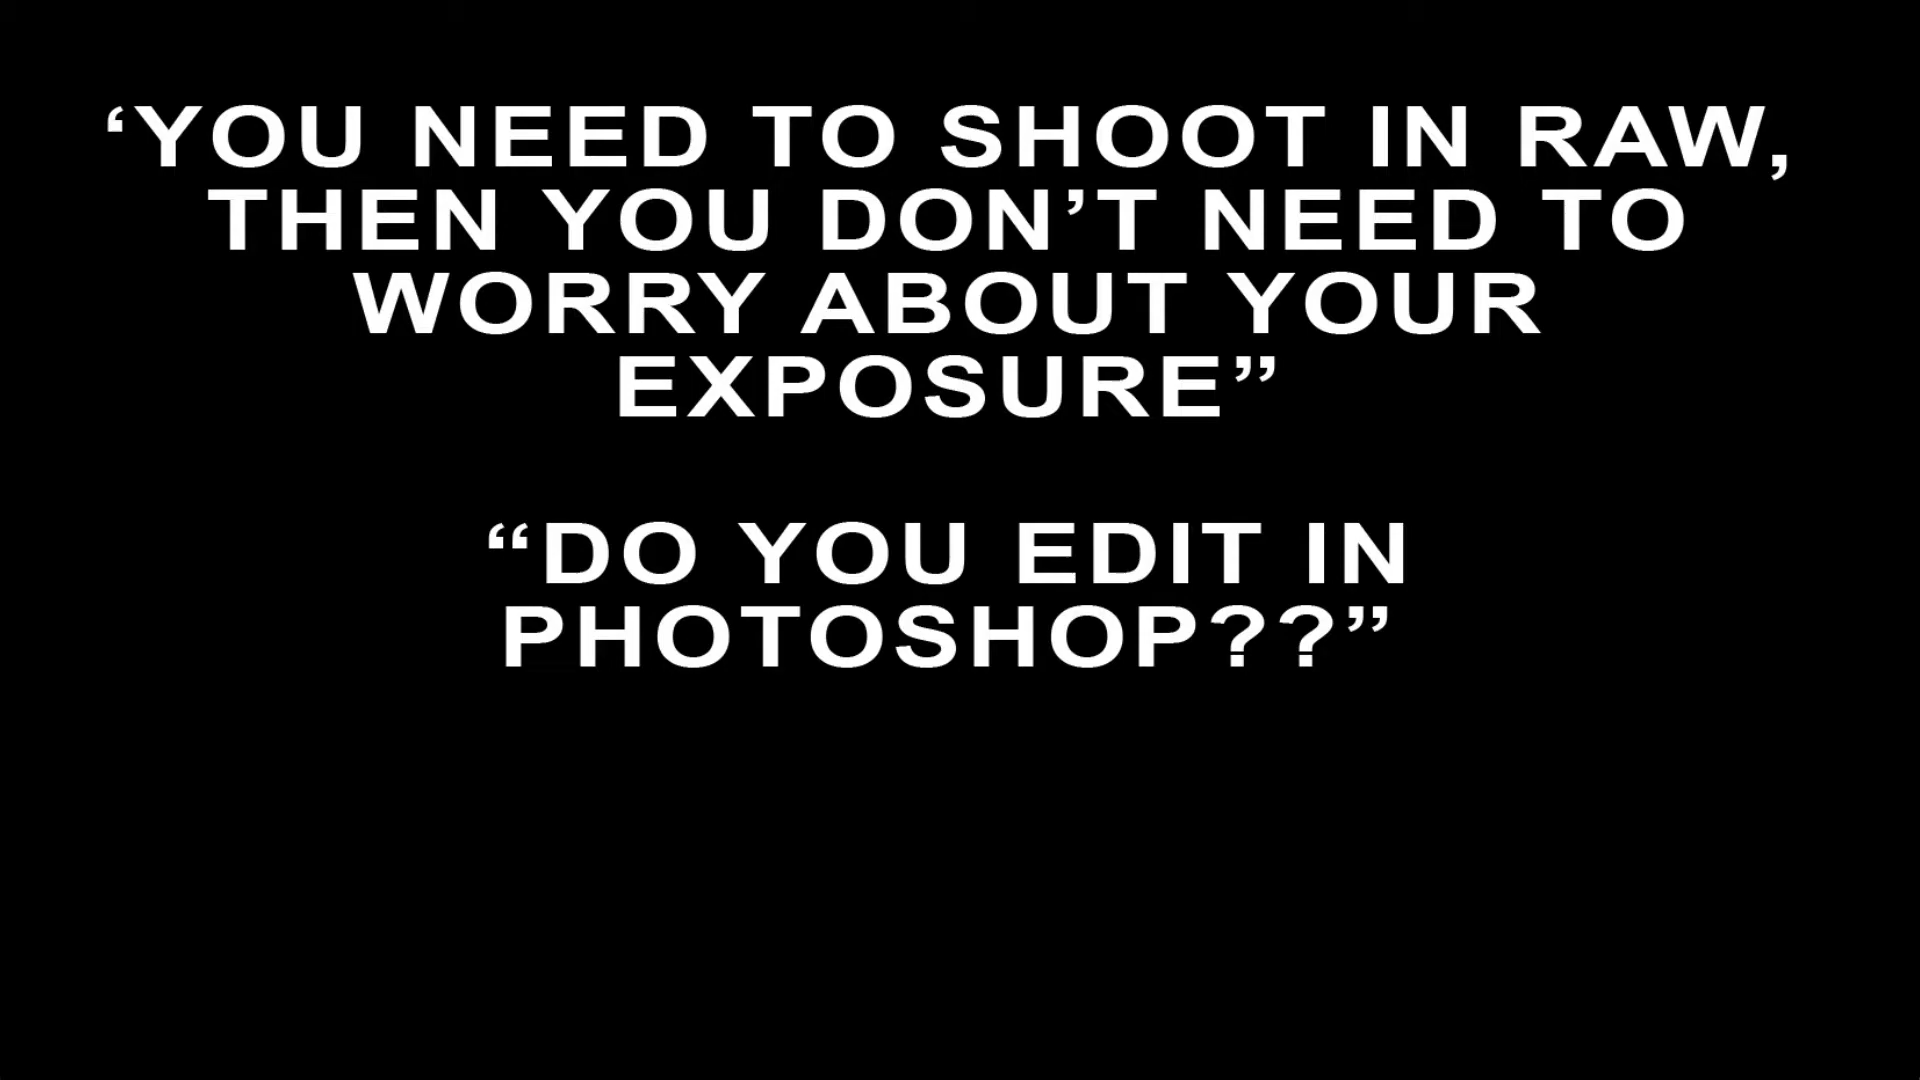 ‘YOU NEED TO SHOOT IN RAW,
THEN YOU DON’T NEED TO
WORRY ABOUT YOUR
EXPOSURE”
“DO YOU EDIT IN
PHOTOSHOP??”